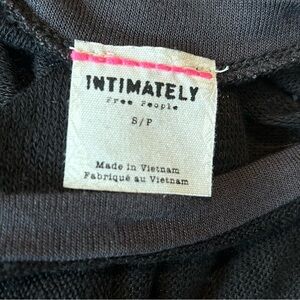 INTIMATELY
Free People
S/P
Made in Vietnam
Fabriqué au Vietnam